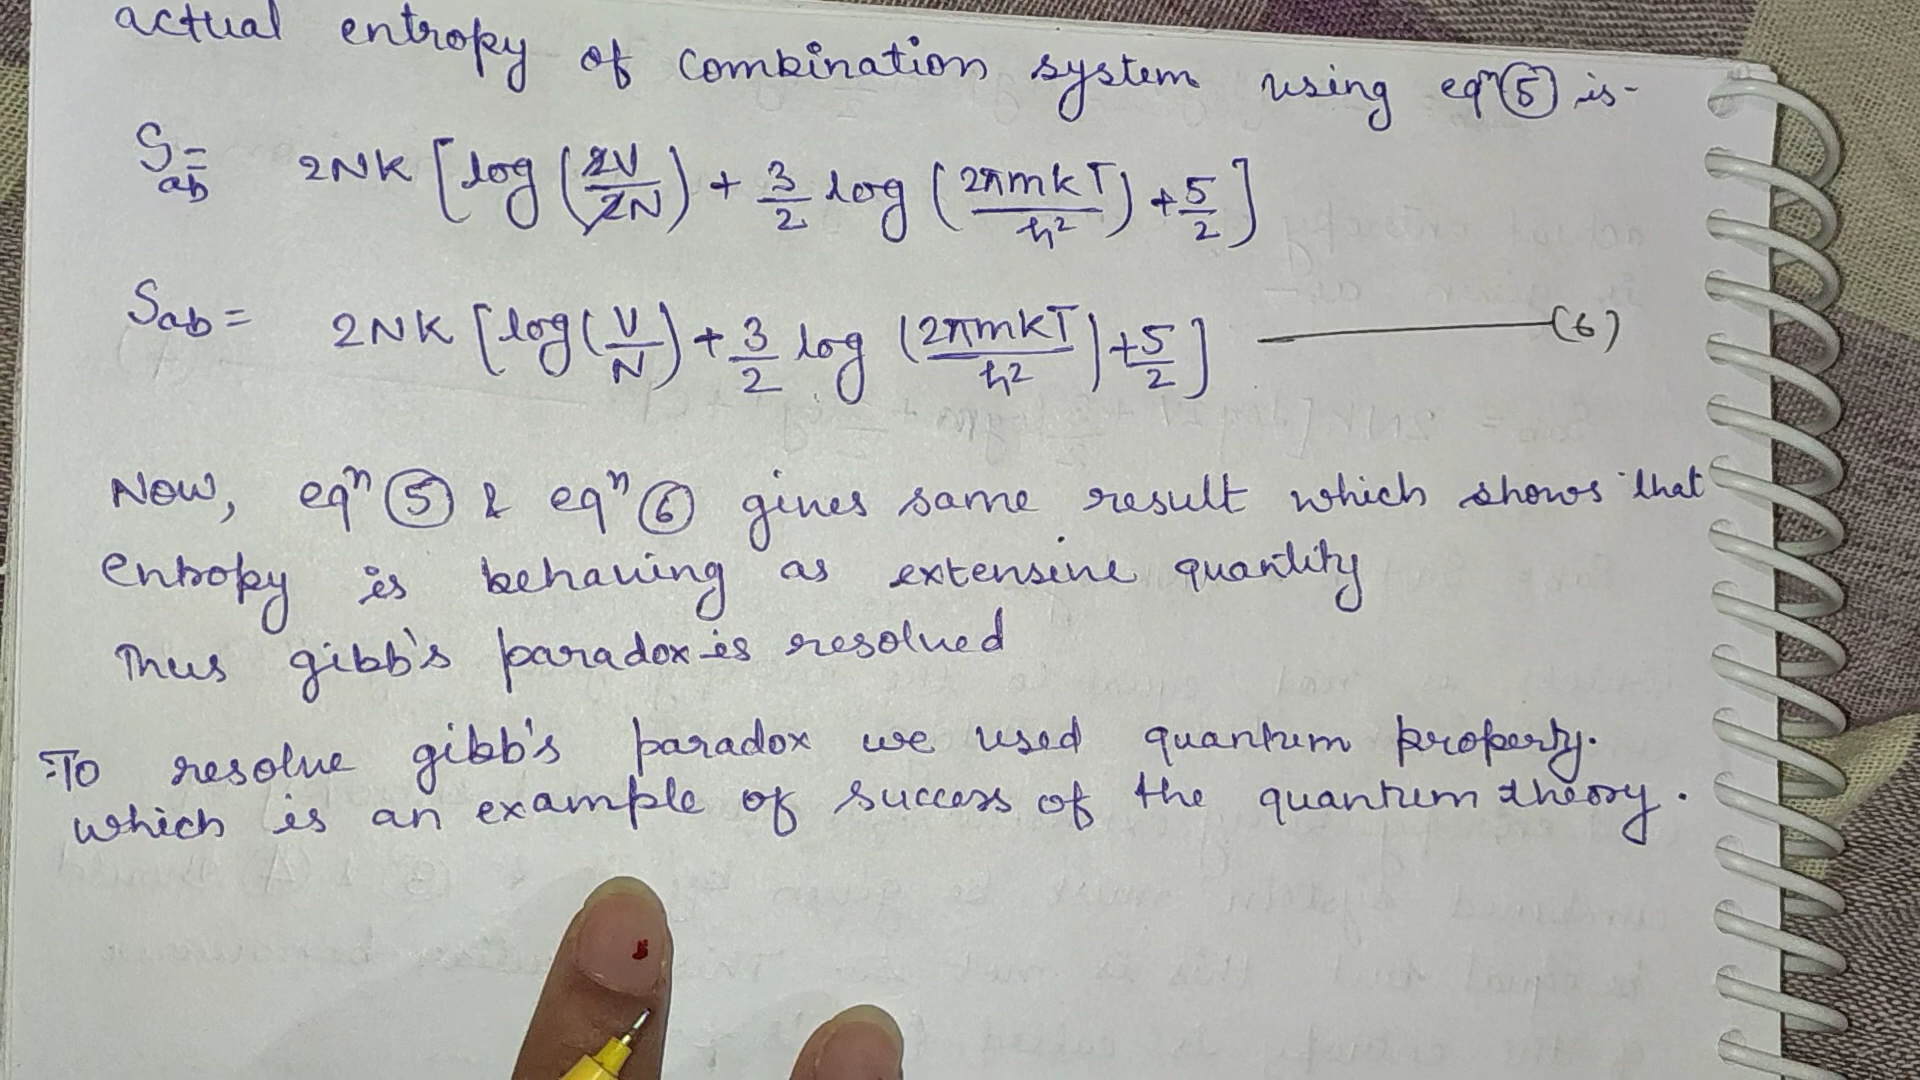 actual entropy of combination system using eqⁿ(5) is-
S_ab = 2NK [log (2V/2N) + 3/2 log (2πmkT/h²) + 5/2]
S_ab = 2NK [log (V/N) + 3/2 log (2πmKT/h²) + 5/2] —(6)
Now, eqⁿ (5) & eqⁿ (6) gives same result which shows that
entropy is behaving as extensive quantity
Thus gibb's paradox is resolved
To resolve gibb's paradox we used quantum property.
which is an example of success of the quantum theory.